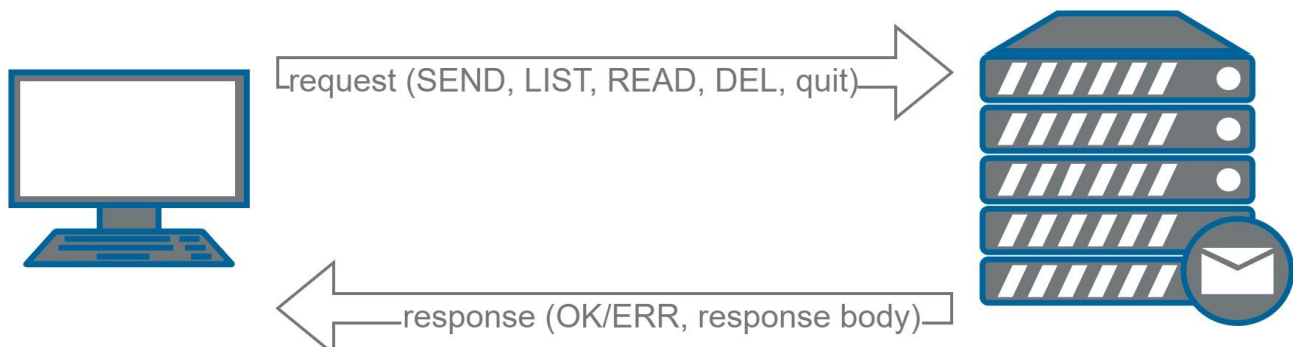 request (SEND, LIST, READ, DEL, quit)
response (OK/ERR, response body)